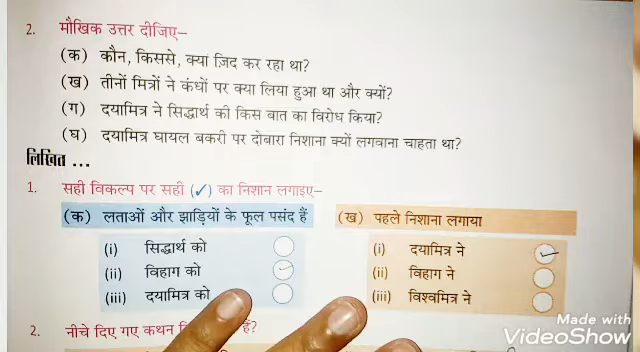 2. मौखिक उत्तर दीजिए—
(क) कौन, किससे, क्या ज़िद कर रहा था?
(ख) तीनों मित्रों ने कंधों पर क्या लिया हुआ था और क्यों?
(ग) दयामित्र ने सिद्धार्थ की किस बात का विरोध किया?
(घ) दयामित्र घायल बकरी पर दोबारा निशाना क्यों लगवाना चाहता था?
लिखित ...
1. सही विकल्प पर सही (✓) का निशान लगाइए—
(क) लताओं और झाड़ियों के फूल पसंद हैं
(i) सिद्धार्थ को
(ii) विहाग को ✓
(iii) दयामित्र को
(ख) पहले निशाना लगाया
(i) दयामित्र ने ✓
(ii) विहाग ने
(iii) विश्वमित्र ने
2. नीचे दिए गए कथन हैं?
Made with
VideoShow